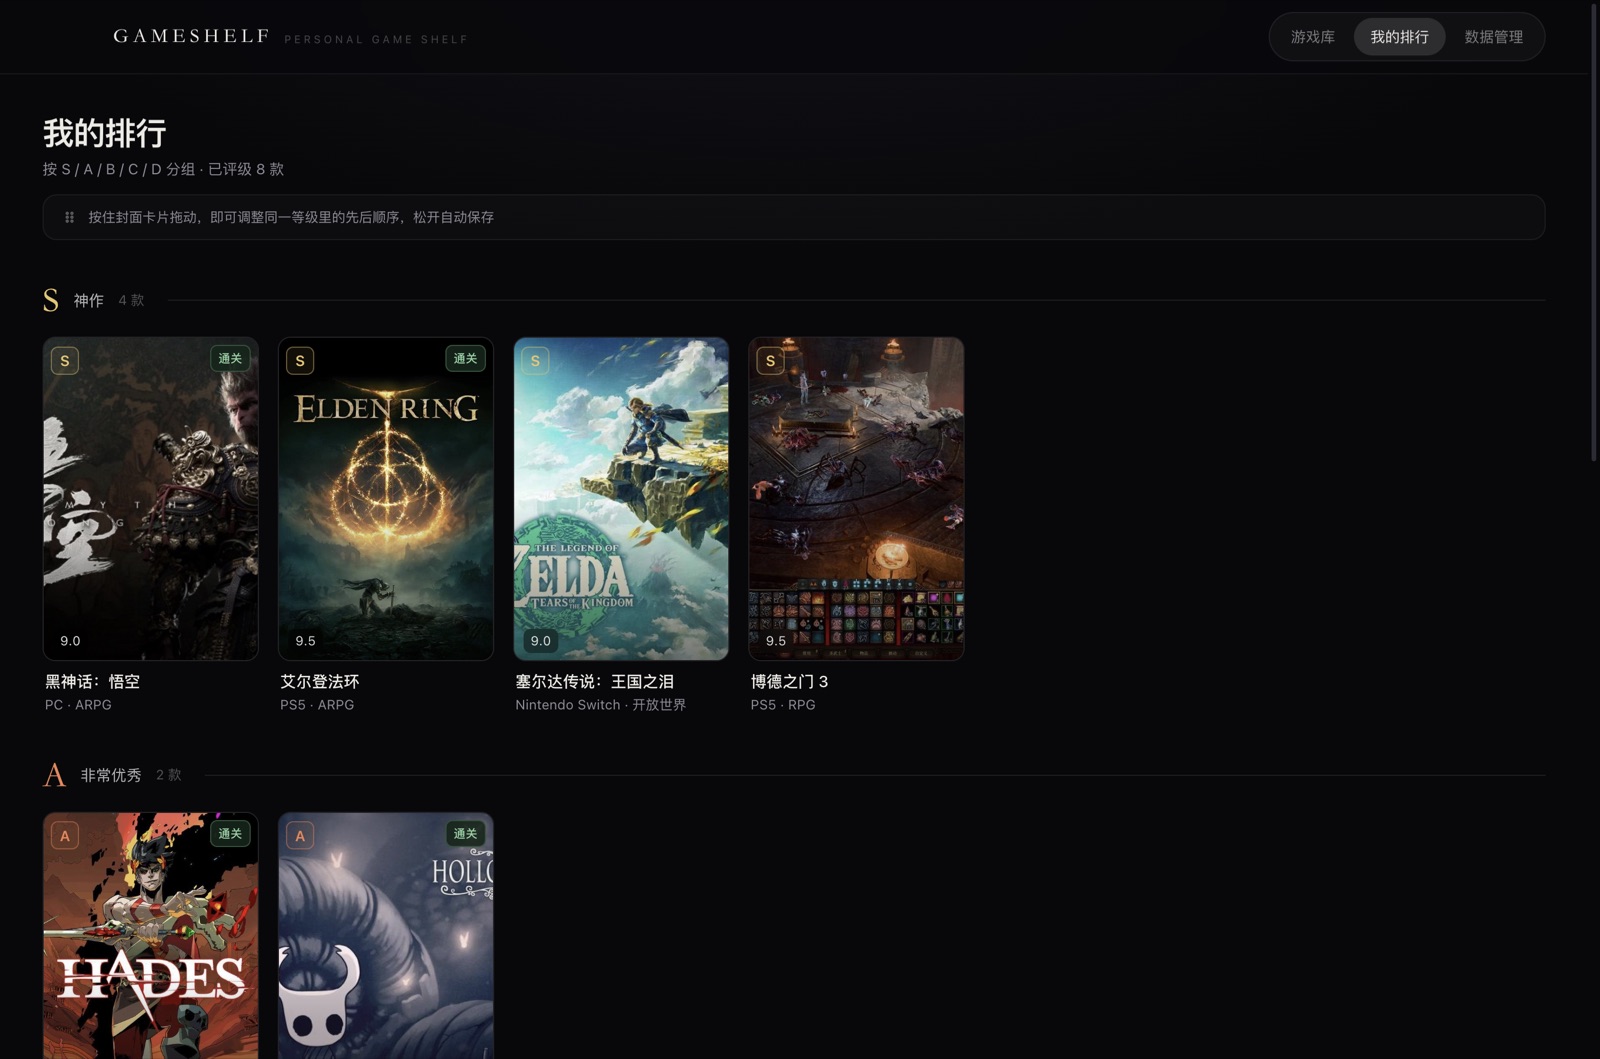 GAMESHELF PERSONAL GAME SHELF
游戏库 我的排行 数据管理
我的排行
按 S / A / B / C / D 分组 · 已评级 8 款
按住封面卡片拖动，即可调整同一等级里的先后顺序，松开自动保存
S 神作 4 款
S 通关
空
M Y T H
O N G
9.0
黑神话：悟空
PC · ARPG
S 通关
ELDEN RING
9.5
艾尔登法环
PS5 · ARPG
S
THE LEGEND OF
ZELDA
TEARS OF THE KINGDOM
9.0
塞尔达传说：王国之泪
Nintendo Switch · 开放世界
S
9.5
博德之门 3
PS5 · RPG
A 非常优秀 2 款
A 通关
HADES
A 通关
HOLLO